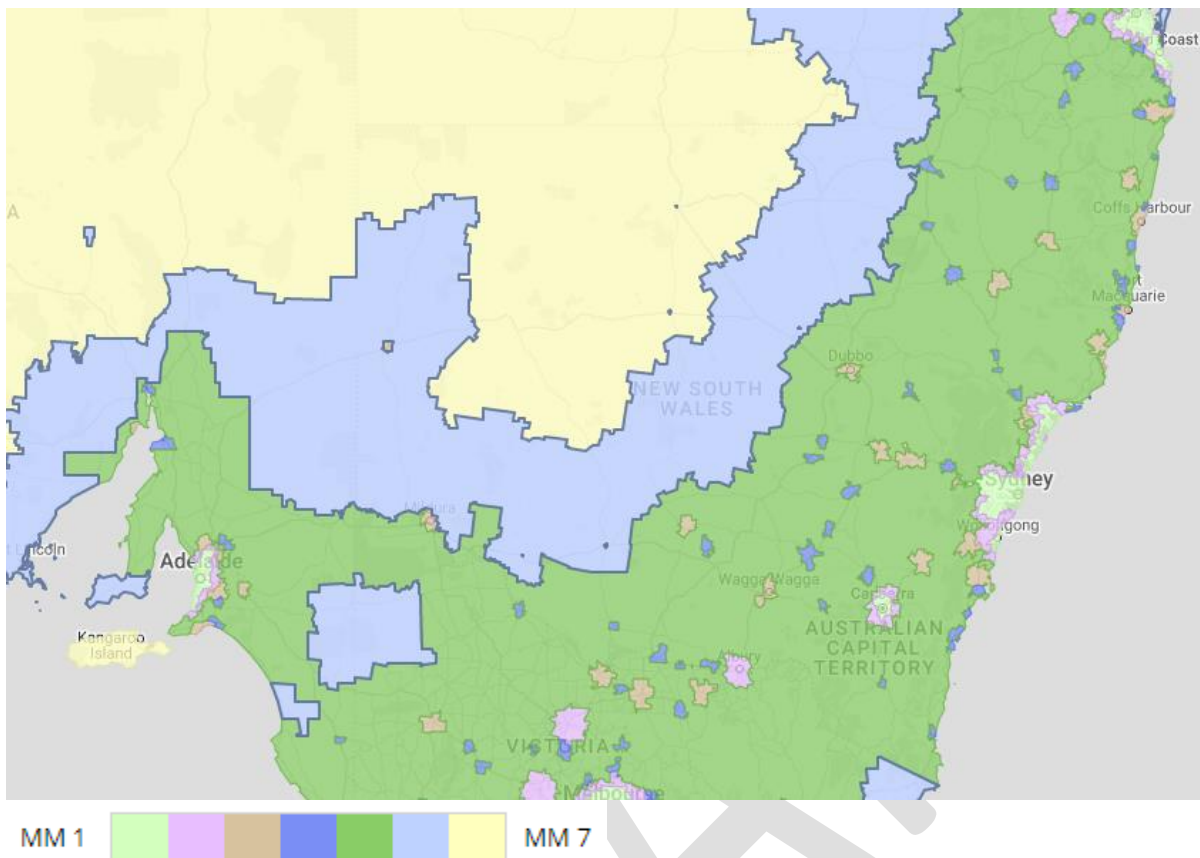 Coast
A
Coffs Harbour
Macquarie
Dubbo
NEW SOUTH
WALES
Mildura
Sydney
Wollongong
Lincoln
Adelaide
Wagga Wagga
Canberra
AUSTRALIAN
CAPITAL
TERRITORY
Kangaroo
Island
Albury
VICTORIA
Melbourne
MM 1
MM 7